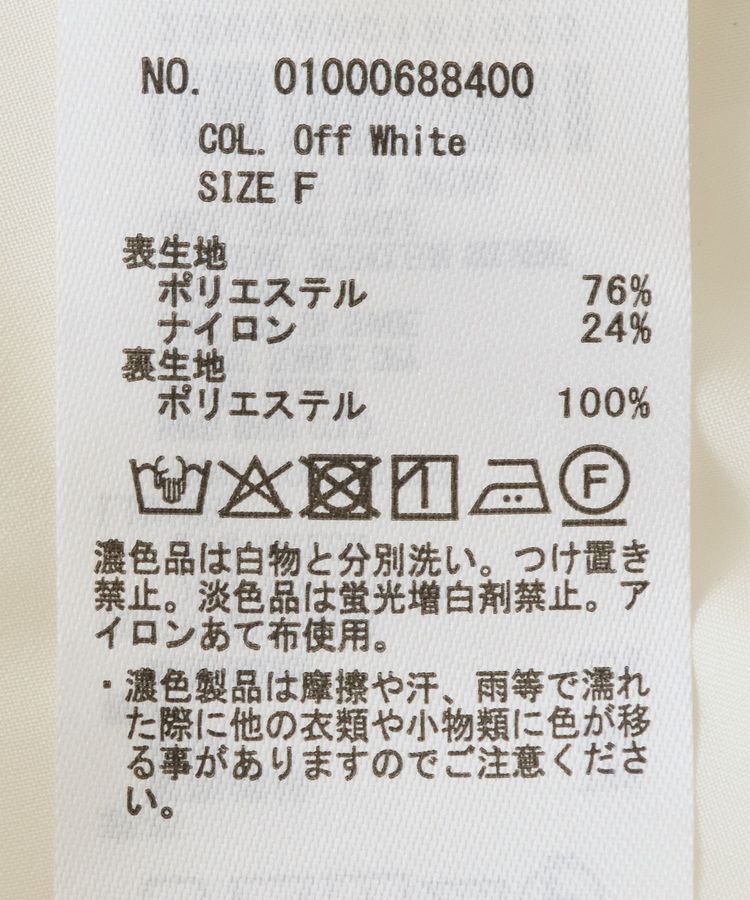 NO. 01000688400
COL. Off White
SIZE F
表生地
ポリエステル 76%
ナイロン 24%
裏生地
ポリエステル 100%
F
濃色品は白物と分別洗い。つけ置き
禁止。淡色品は蛍光増白剤禁止。ア
イロンあて布使用。
・濃色製品は摩擦や汗、雨等で濡れ
た際に他の衣類や小物類に色が移
る事がありますのでご注意くださ
い。